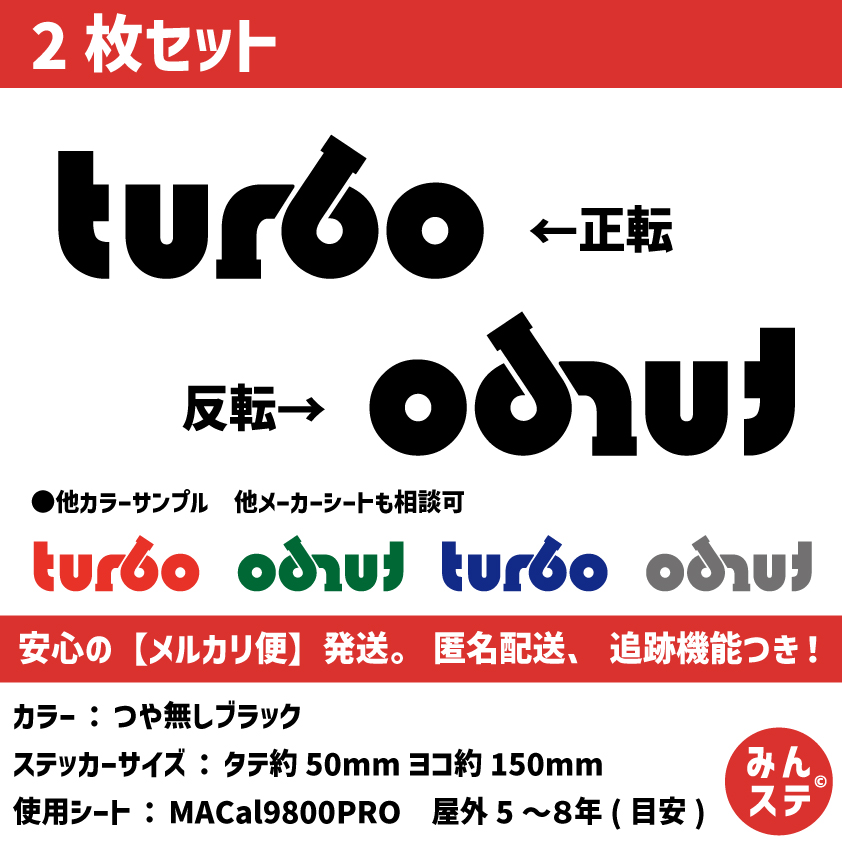 2枚セット
turbo
←正転
反転→
turbo
●他カラーサンプル　他メーカーシートも相談可
turbo turbo turbo turbo
安心の【メルカリ便】発送。 匿名配送、 追跡機能つき！
カラー ： つや無しブラック
ステッカーサイズ ： タテ約 50mm ヨコ約 150mm
使用シート ： MACal9800PRO　屋外 5 〜8年 ( 目安 )
みん
ステ©